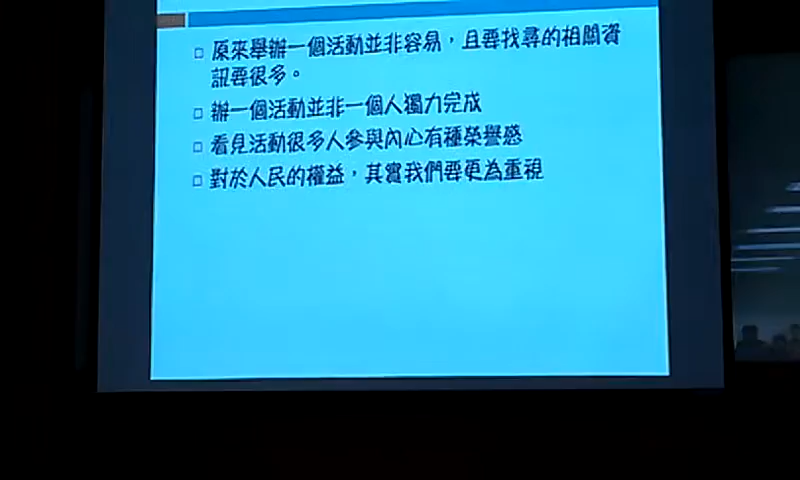 □ 原來舉辦一個活動並非容易，且要找尋的相關資
訊要很多。
□ 辦一個活動並非一個人獨力完成
□ 看見活動很多人參與內心有種榮譽感
□ 對於人民的權益，其實我們要更為重視